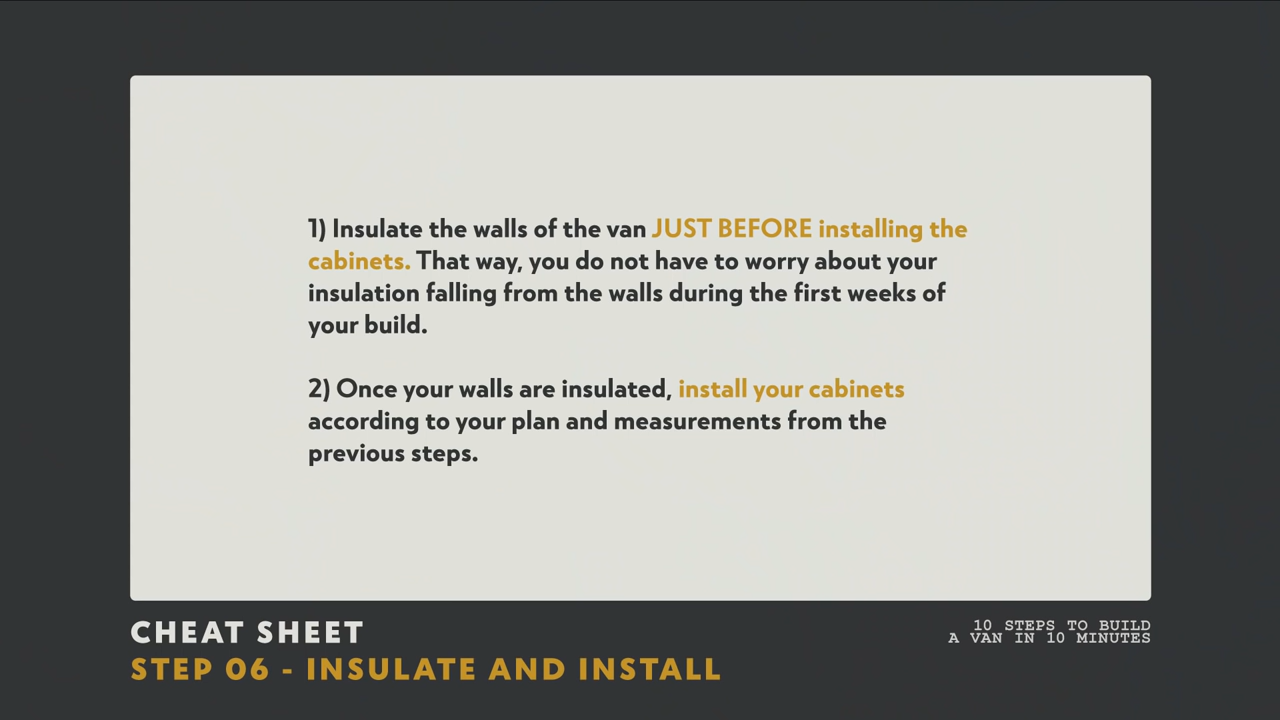 1) Insulate the walls of the van JUST BEFORE installing the
cabinets. That way, you do not have to worry about your
insulation falling from the walls during the first weeks of
your build.
2) Once your walls are insulated, install your cabinets
according to your plan and measurements from the
previous steps.
CHEAT SHEET
STEP 06 - INSULATE AND INSTALL
10 STEPS TO BUILD
A VAN IN 10 MINUTES